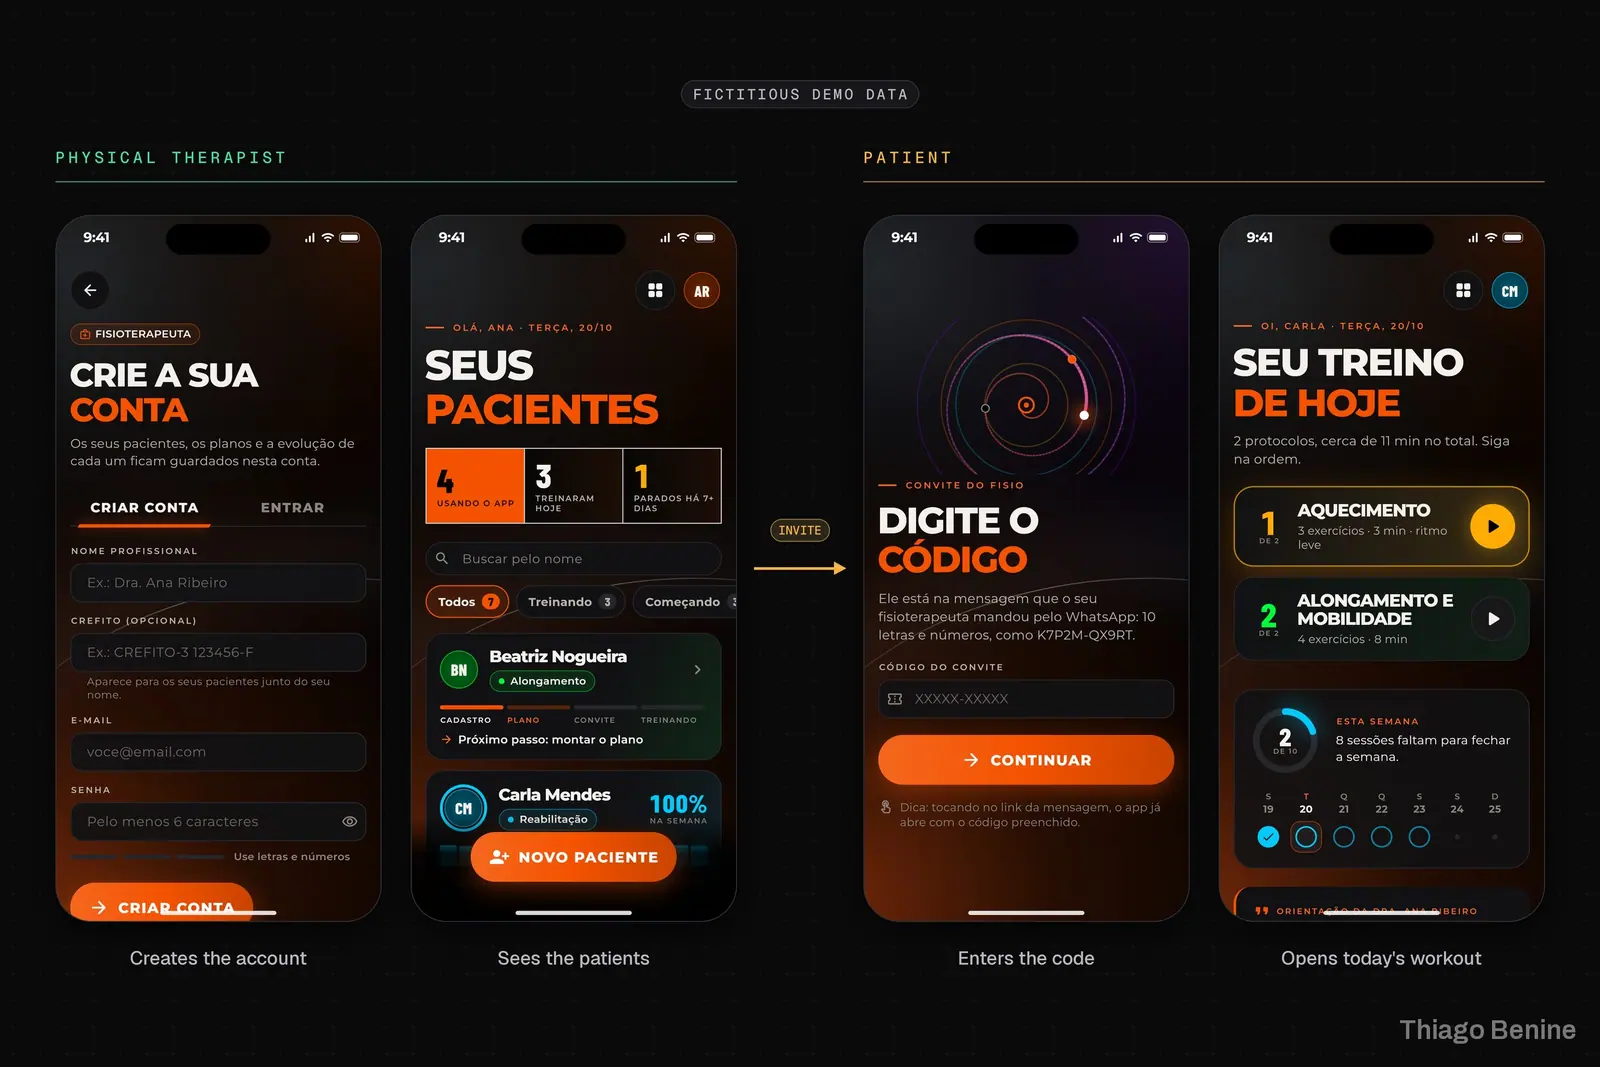 FICTITIOUS DEMO DATA
PHYSICAL THERAPIST
9:41
FISIOTERAPEUTA
CRIE A SUA
CONTA
Os seus pacientes, os planos e a evolução de
cada um ficam guardados nesta conta.
CRIAR CONTA
ENTRAR
NOME PROFISSIONAL
Ex.: Dra. Ana Ribeiro
CREFITO (OPCIONAL)
Ex.: CREFITO-3 123456-F
Aparece para os seus pacientes junto do seu
nome.
E-MAIL
voce@email.com
SENHA
Pelo menos 6 caracteres
Use letras e números
CRIAR CONTA
Creates the account
9:41
AR
OLÁ, ANA · TERÇA, 20/10
SEUS
PACIENTES
4
USANDO O APP
3
TREINARAM
HOJE
1
PARADOS HÁ 7+
DIAS
Buscar pelo nome
Todos 7
Treinando 3
Começando 3
BN
Beatriz Nogueira
Alongamento
CADASTRO
PLANO
CONVITE
TREINANDO
Próximo passo: montar o plano
CM
Carla Mendes
Reabilitação
100%
NA SEMANA
NOVO PACIENTE
Sees the patients
INVITE
PATIENT
9:41
CONVITE DO FISIO
DIGITE O
CÓDIGO
Ele está na mensagem que o seu
fisioterapeuta mandou pelo WhatsApp: 10
letras e números, como K7P2M-QX9RT.
CÓDIGO DO CONVITE
XXXXX-XXXXX
CONTINUAR
Dica: tocando no link da mensagem, o app já
abre com o código preenchido.
Enters the code
9:41
CM
OI, CARLA · TERÇA, 20/10
SEU TREINO
DE HOJE
2 protocolos, cerca de 11 min no total. Siga
na ordem.
1
DE 2
AQUECIMENTO
3 exercícios · 3 min · ritmo
leve
2
DE 2
ALONGAMENTO E
MOBILIDADE
4 exercícios · 8 min
2
DE 10
ESTA SEMANA
8 sessões faltam para fechar
a semana.
S T Q Q S S D
19 20 21 22 23 24 25
ORIENTAÇÃO DA DRA. ANA RIBEIRO
Opens today's workout
Thiago Benine